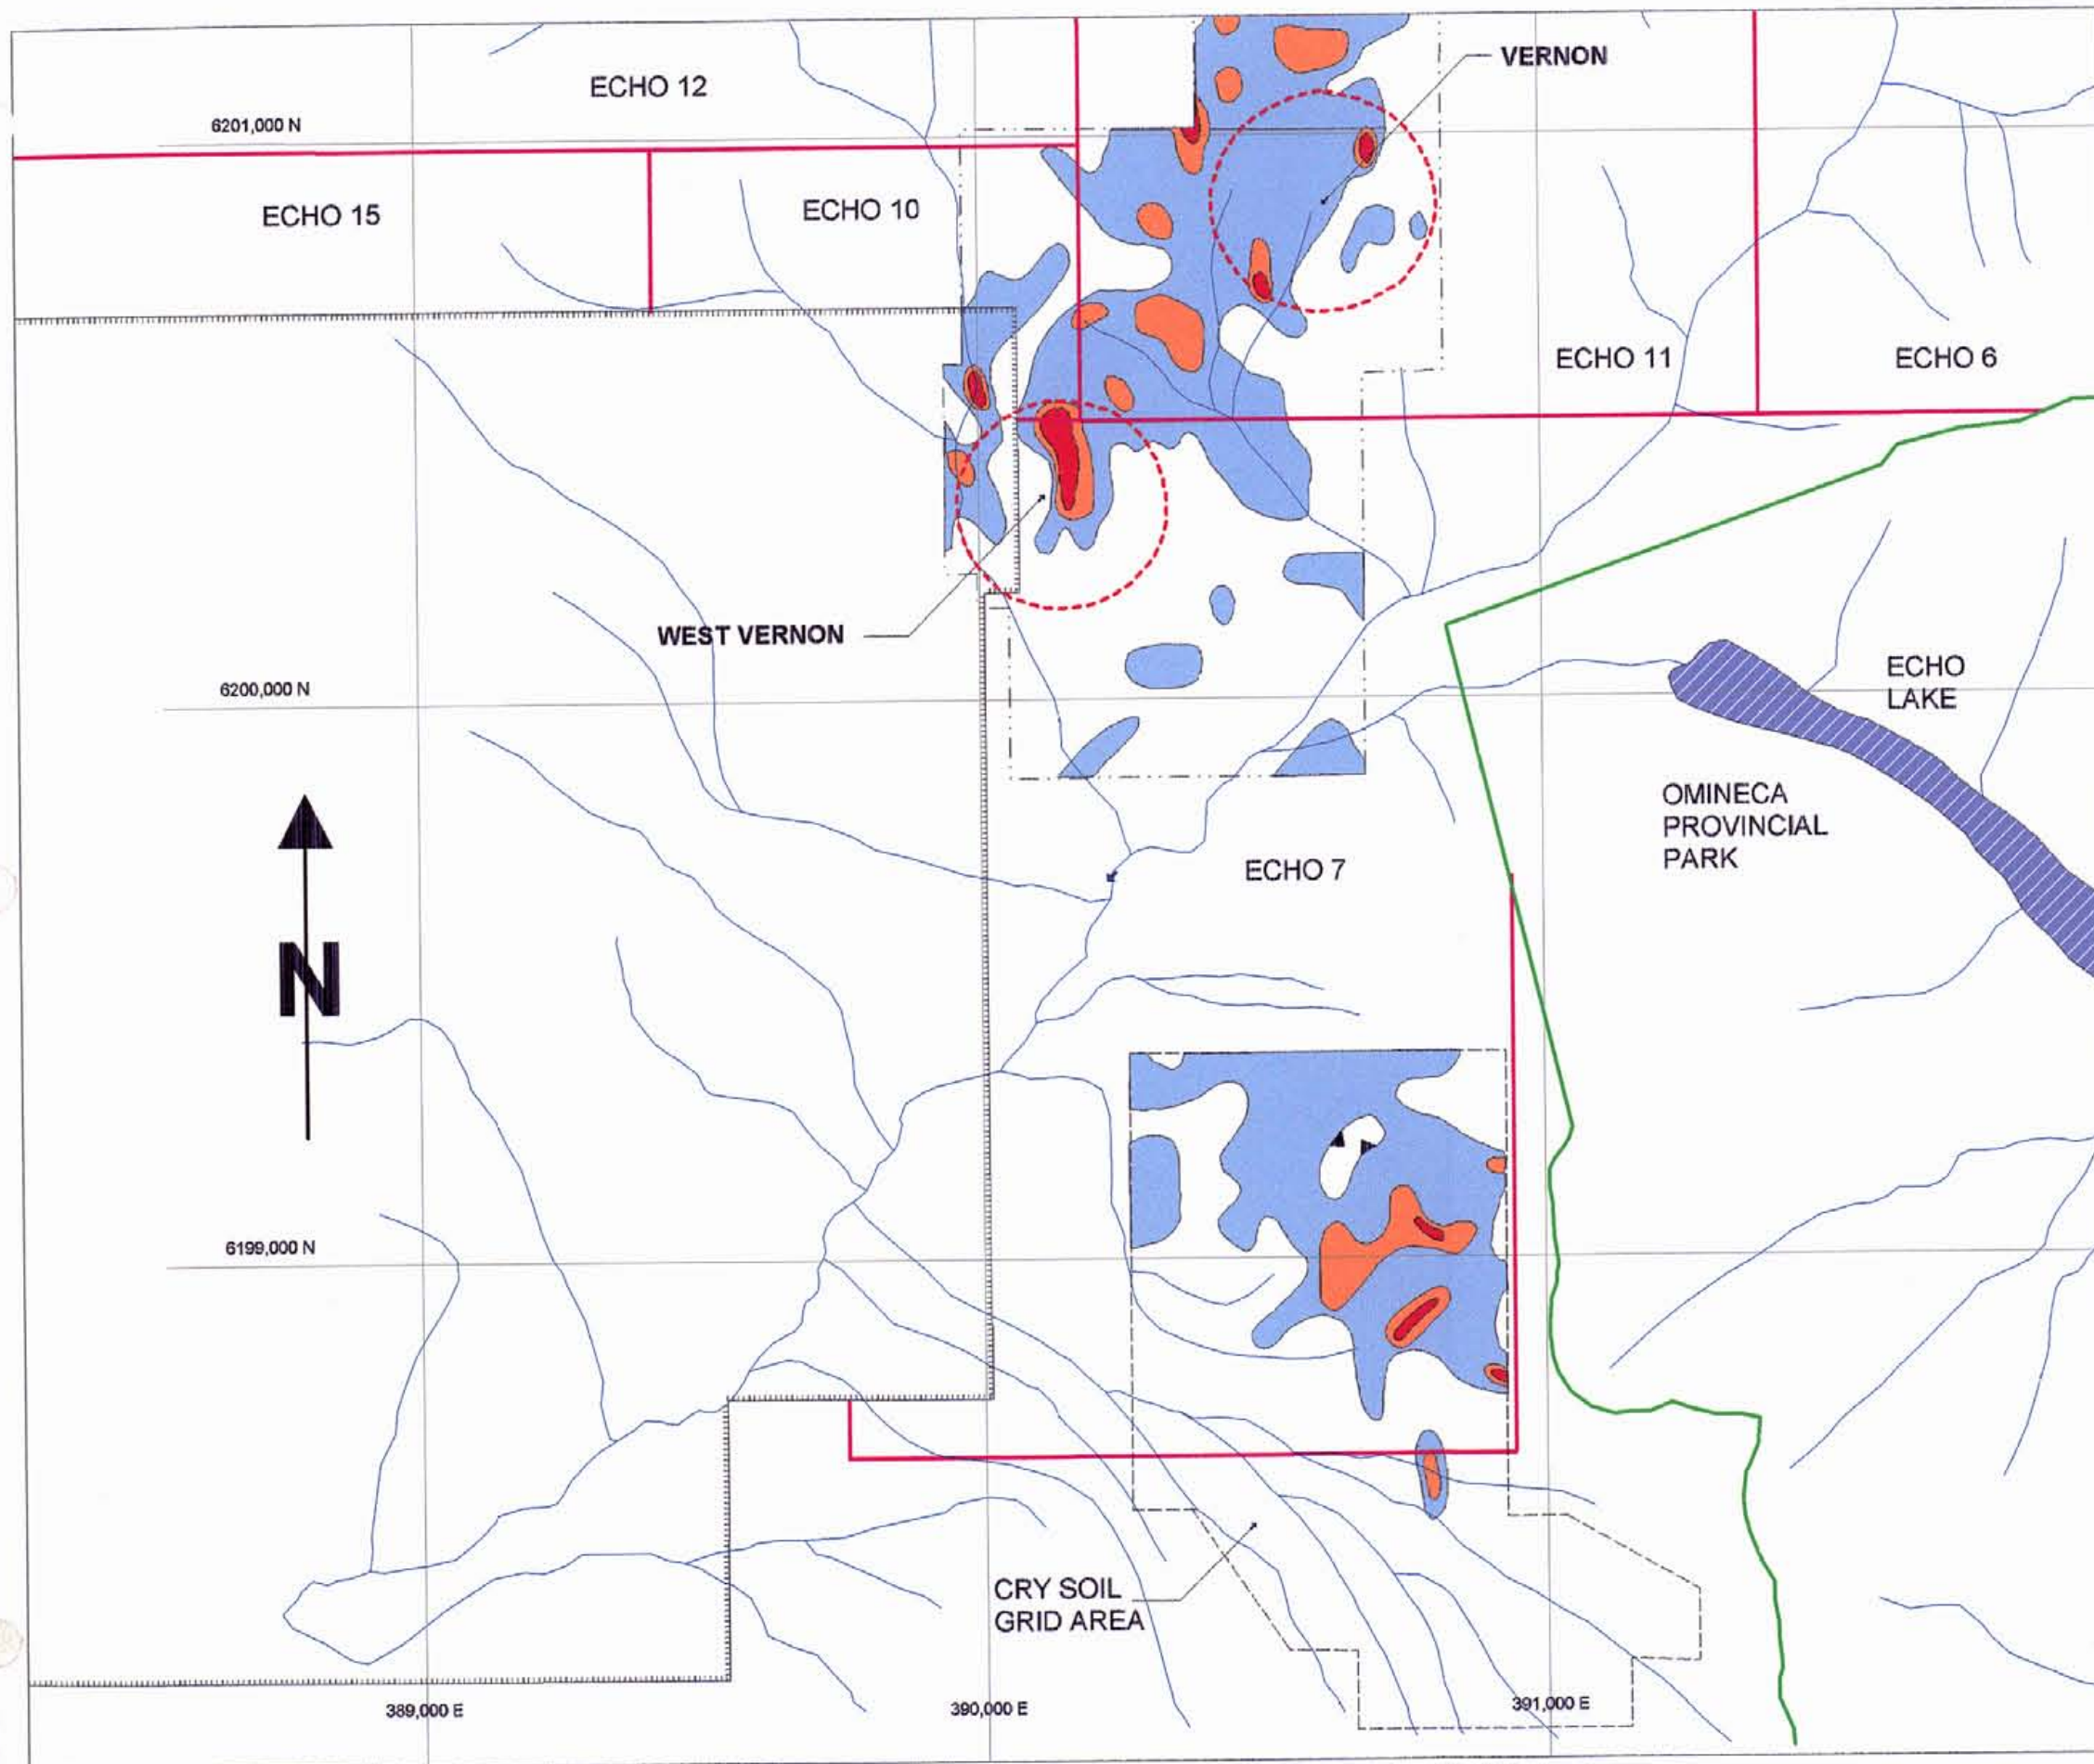 VERNON
ECHO 12
6201,000 N
ECHO 15
ECHO 10
ECHO 11
ECHO 6
WEST VERNON
6200,000 N
ECHO
LAKE
OMINECA
PROVINCIAL
PARK
ECHO 7
N
6199,000 N
CRY SOIL
GRID AREA
389,000 E
390,000 E
391,000 E